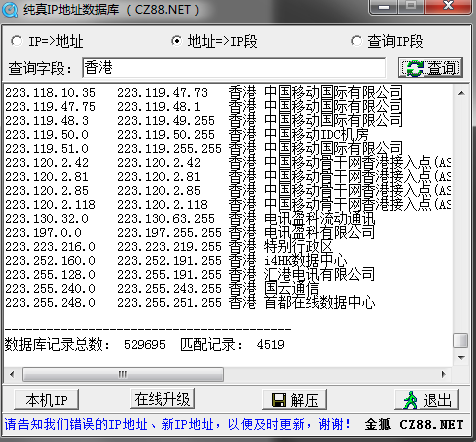 纯真IP地址数据库 （CZ88.NET）
IP=>地址 地址=>IP段 查询IP段
查询字段: 香港 查询
223.118.10.35 223.119.47.73 香港 中国移动国际有限公司
223.119.47.75 223.119.48.1 香港 中国移动国际有限公司
223.119.48.3 223.119.49.255 香港 中国移动国际有限公司
223.119.50.0 223.119.50.255 香港 中国移动IDC机房
223.119.51.0 223.119.255.255 香港 中国移动国际有限公司
223.120.2.42 223.120.2.42 香港 中国移动骨干网香港接入点(AS
223.120.2.81 223.120.2.81 香港 中国移动骨干网香港接入点(AS
223.120.2.85 223.120.2.85 香港 中国移动骨干网香港接入点(AS
223.120.2.118 223.120.2.118 香港 中国移动骨干网香港接入点(AS
223.130.32.0 223.130.63.255 香港 电讯盈科流动通讯
223.197.0.0 223.197.255.255 香港 电讯盈科有限公司
223.223.216.0 223.223.219.255 香港 特别行政区
223.252.160.0 223.252.191.255 香港 i4HK数据中心
223.255.128.0 223.255.191.255 香港 汇港电讯有限公司
223.255.240.0 223.255.243.255 香港 国云通信
223.255.248.0 223.255.251.255 香港 首都在线数据中心
------------------------------------
数据库记录总数: 529695 匹配记录: 4519
本机IP 在线升级 解压 退出
请告知我们错误的IP地址、新IP地址，以便及时更新，谢谢! 金狐 CZ88.NET